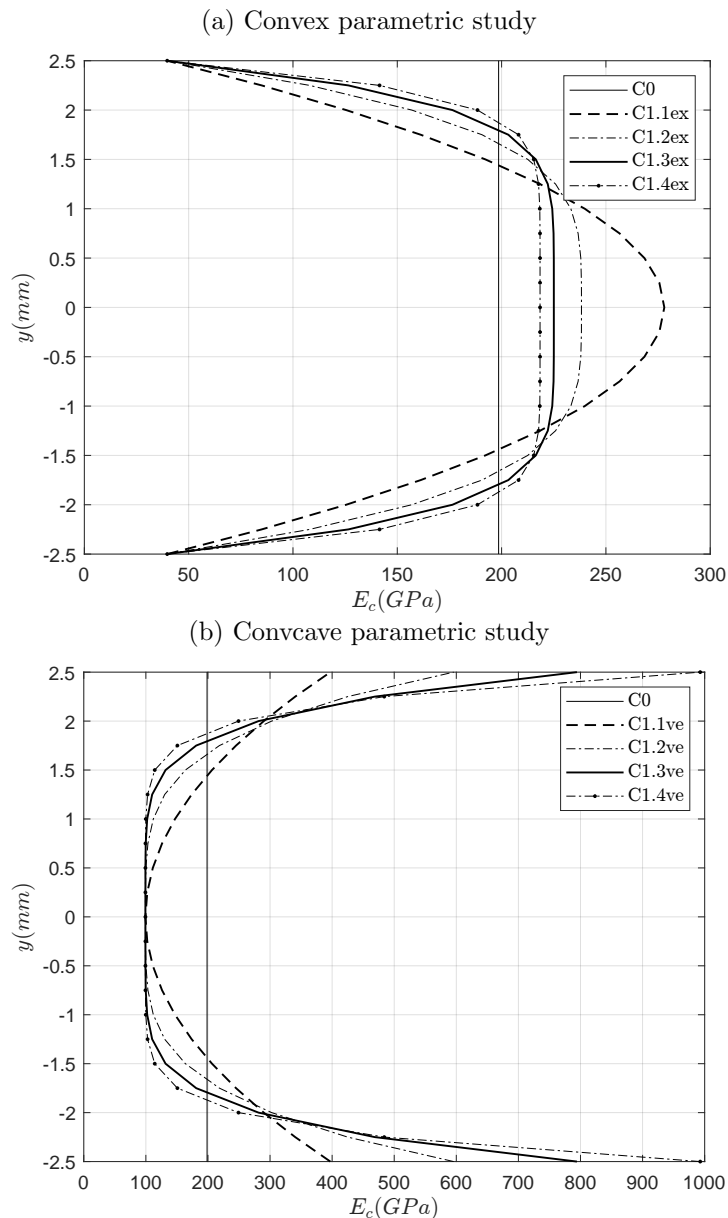 (a) Convex parametric study
2.5
2
1.5
1
0.5
0
-0.5
-1
-1.5
-2
-2.5
y(mm)
C0
C1.1ex
C1.2ex
C1.3ex
C1.4ex
0 50 100 150 200 250 300
E_c(GPa)
(b) Convcave parametric study
2.5
2
1.5
1
0.5
0
-0.5
-1
-1.5
-2
-2.5
y(mm)
C0
C1.1ve
C1.2ve
C1.3ve
C1.4ve
0 100 200 300 400 500 600 700 800 900 1000
E_c(GPa)